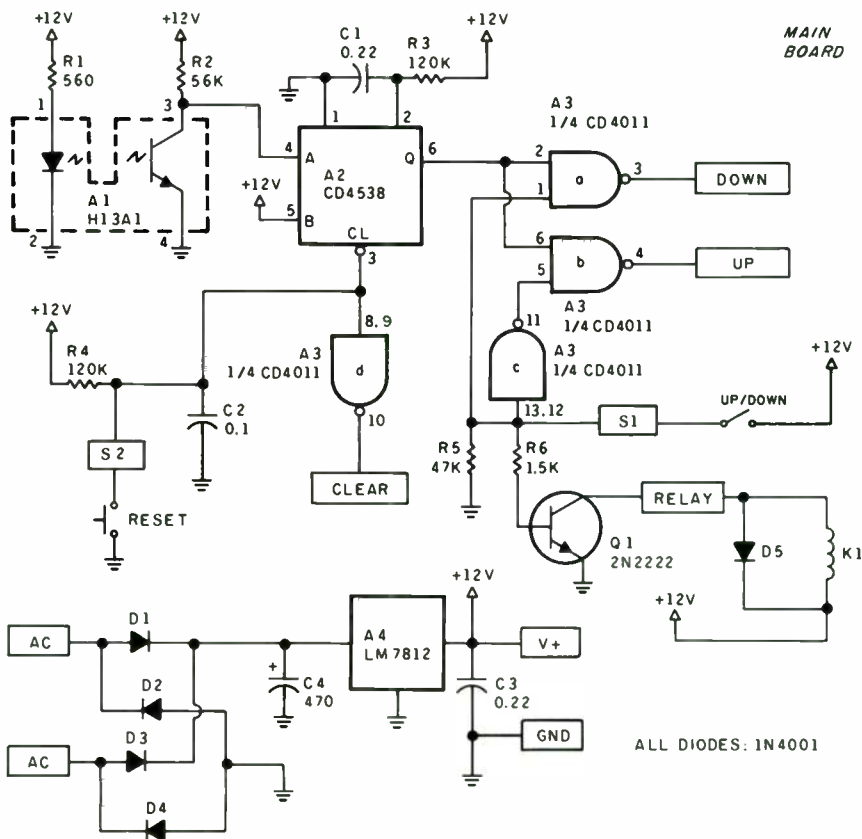 MAIN
BOARD
+12V
R1
560
1
A1
H13A1
2
+12V
R2
56K
3
4
C1
0.22
R3
120K
+12V
1
2
4
A
A2
CD4538
Q
6
+12V
5
B
CL
3
A3
1/4 CD4011
2
1
a
3
DOWN
6
5
b
4
UP
A3
1/4 CD4011
11
c
A3
1/4 CD4011
13,12
+12V
R4
120K
S2
RESET
C2
0.1
8,9
A3
1/4 CD4011
d
10
CLEAR
R5
47K
R6
1.5K
S1
UP/DOWN
+12V
Q1
2N2222
RELAY
D5
K1
+12V
AC
D1
D2
AC
D3
D4
+
C4
470
A4
LM7812
+12V
V+
C3
0.22
GND
ALL DIODES: 1N4001